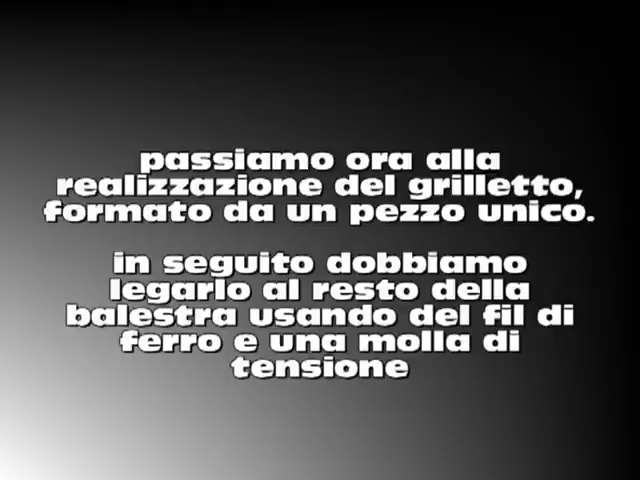 passiamo ora alla
realizzazione del grilletto,
formato da un pezzo unico.
in seguito dobbiamo
legarlo al resto della
balestra usando del fil di
ferro e una molla di
tensione